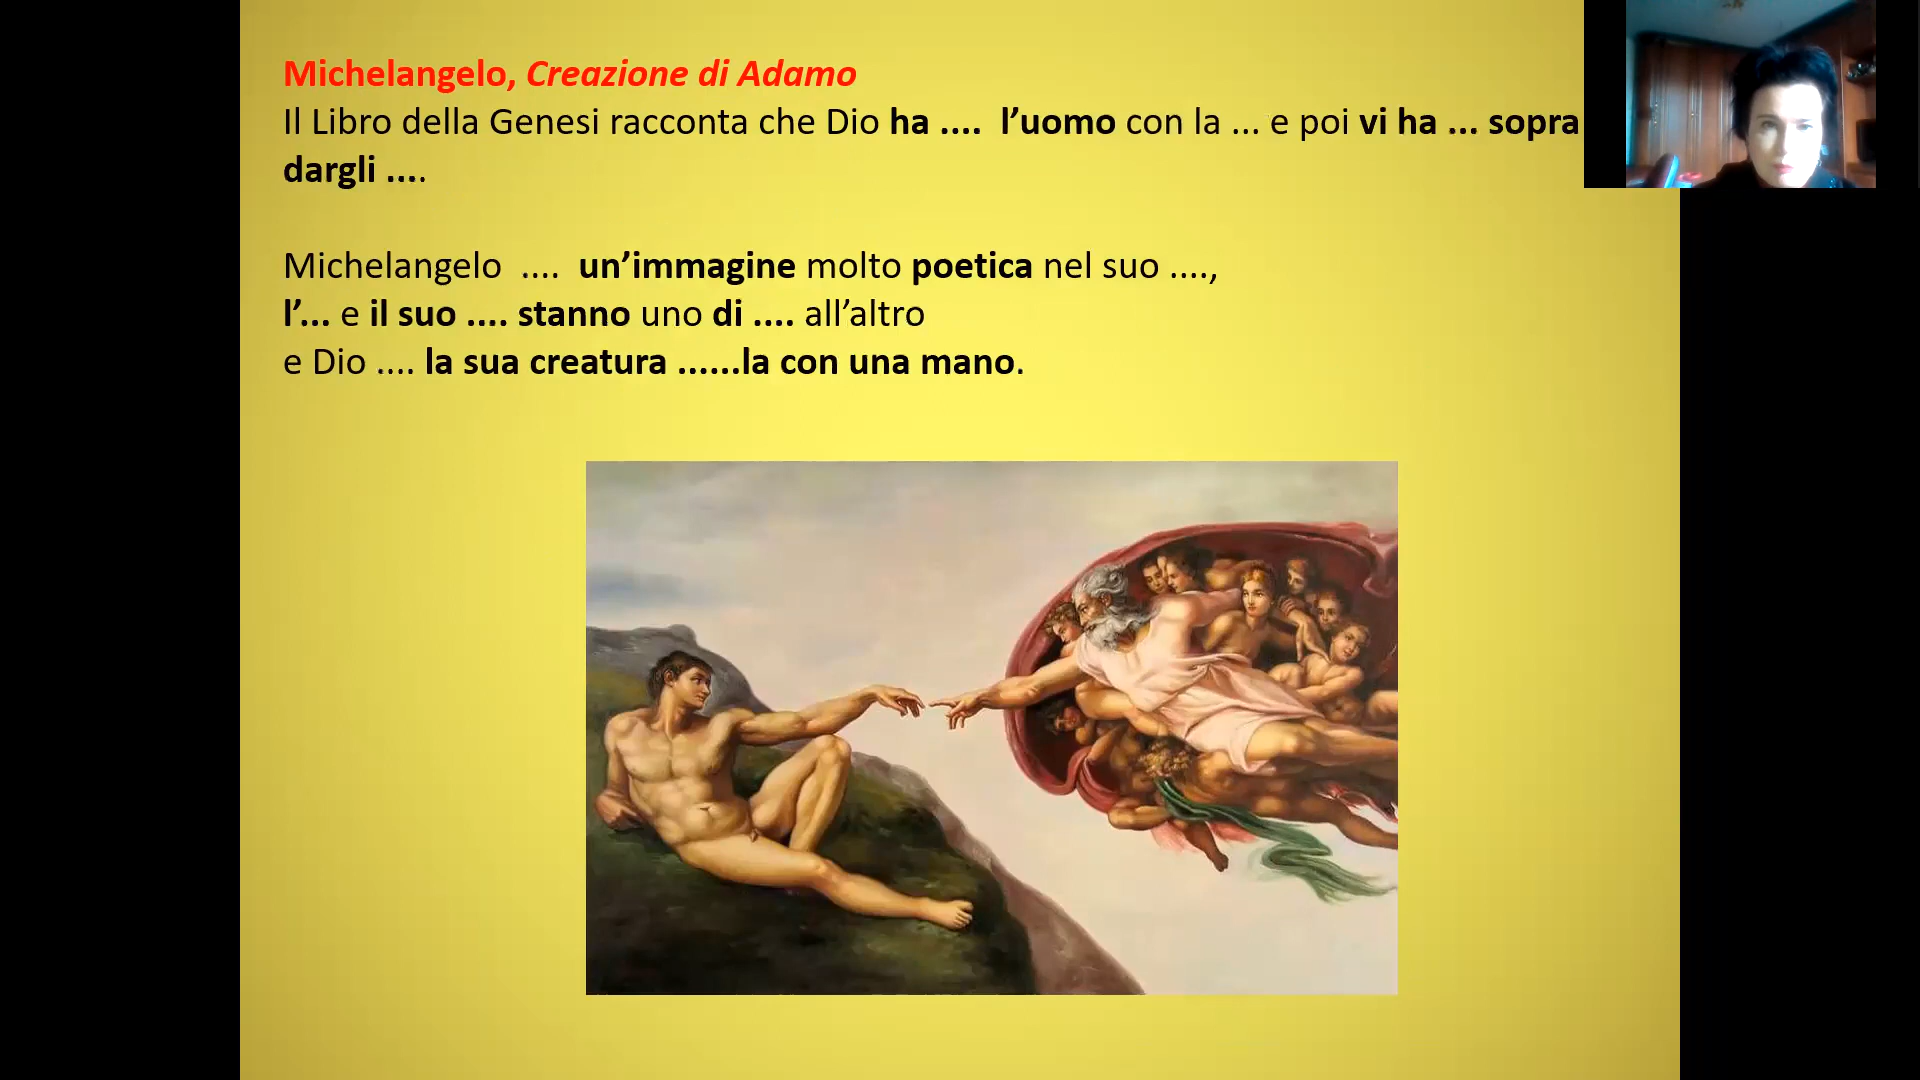 Michelangelo, Creazione di Adamo
Il Libro della Genesi racconta che Dio ha .... l’uomo con la ... e poi vi ha ... sopra
dargli ....
Michelangelo .... un’immagine molto poetica nel suo ....,
l’... e il suo .... stanno uno di .... all’altro
e Dio .... la sua creatura ......la con una mano.